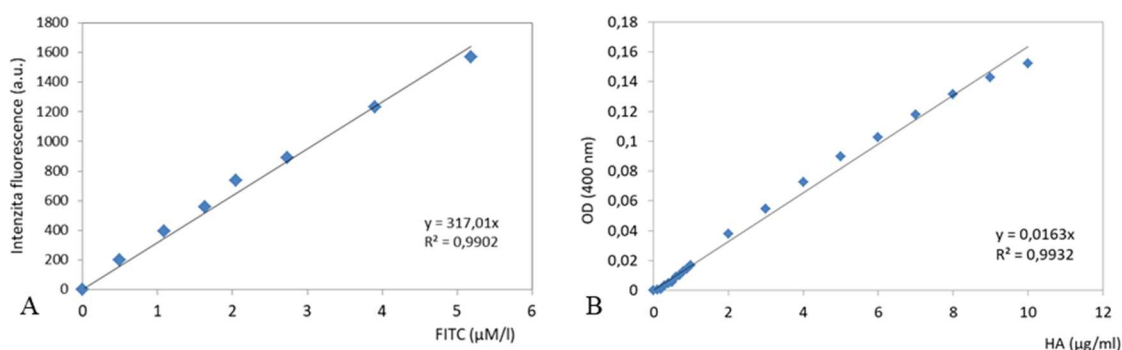 1800
1600
1400
1200
1000
800
600
400
200
0
Intenzita fluorescence (a.u.)
y = 317,01x
R² = 0,9902
0 1 2 3 4 5 6
FITC (µM/l)
A
0,18
0,16
0,14
0,12
0,1
0,08
0,06
0,04
0,02
0
OD (400 nm)
y = 0,0163x
R² = 0,9932
0 2 4 6 8 10 12
HA (µg/ml)
B